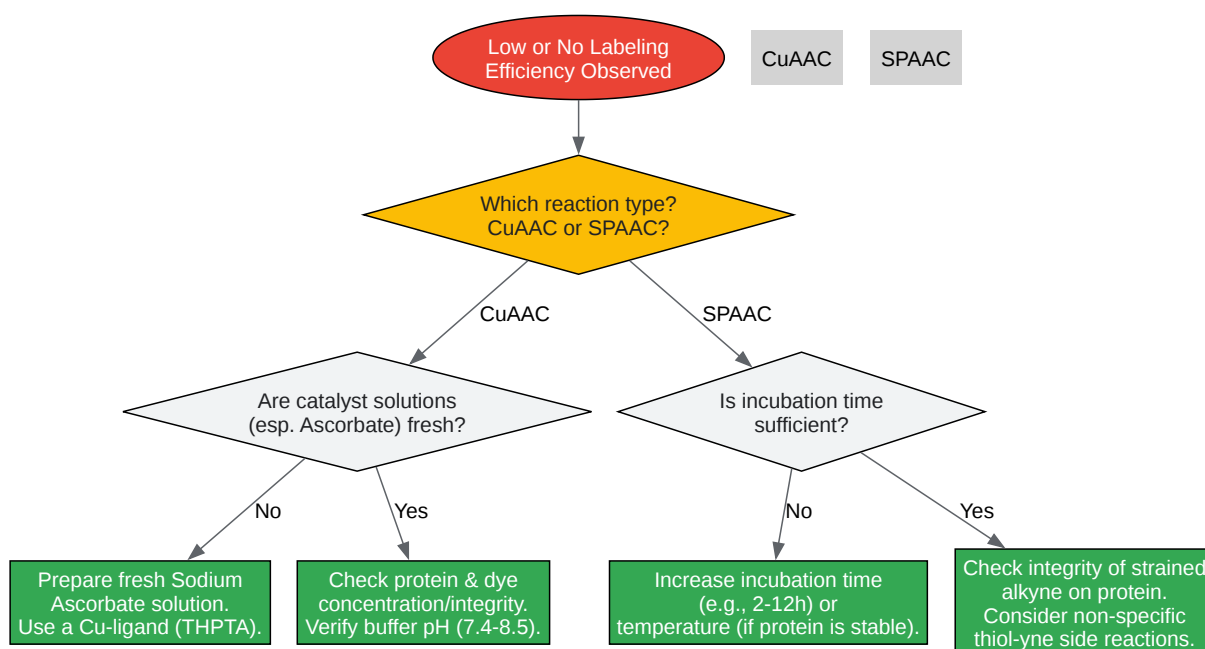 Low or No Labeling
Efficiency Observed
CuAAC
SPAAC
Which reaction type?
CuAAC or SPAAC?
CuAAC
SPAAC
Are catalyst solutions
(esp. Ascorbate) fresh?
Is incubation time
sufficient?
No
Yes
No
Yes
Prepare fresh Sodium
Ascorbate solution.
Use a Cu-ligand (THPTA).
Check protein & dye
concentration/integrity.
Verify buffer pH (7.4-8.5).
Increase incubation time
(e.g., 2-12h) or
temperature (if protein is stable).
Check integrity of strained
alkyne on protein.
Consider non-specific
thiol-yne side reactions.